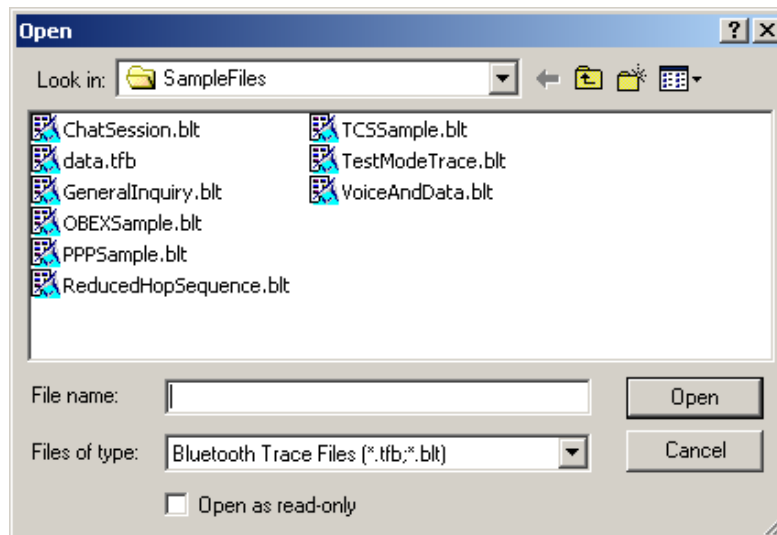 Open
Look in: SampleFiles
ChatSession.blt
data.tfb
GeneralInquiry.blt
OBEXSample.blt
PPPSample.blt
ReducedHopSequence.blt
TCSSample.blt
TestModeTrace.blt
VoiceAndData.blt
File name:
Open
Files of type: Bluetooth Trace Files (*.tfb;*.blt)
Cancel
Open as read-only